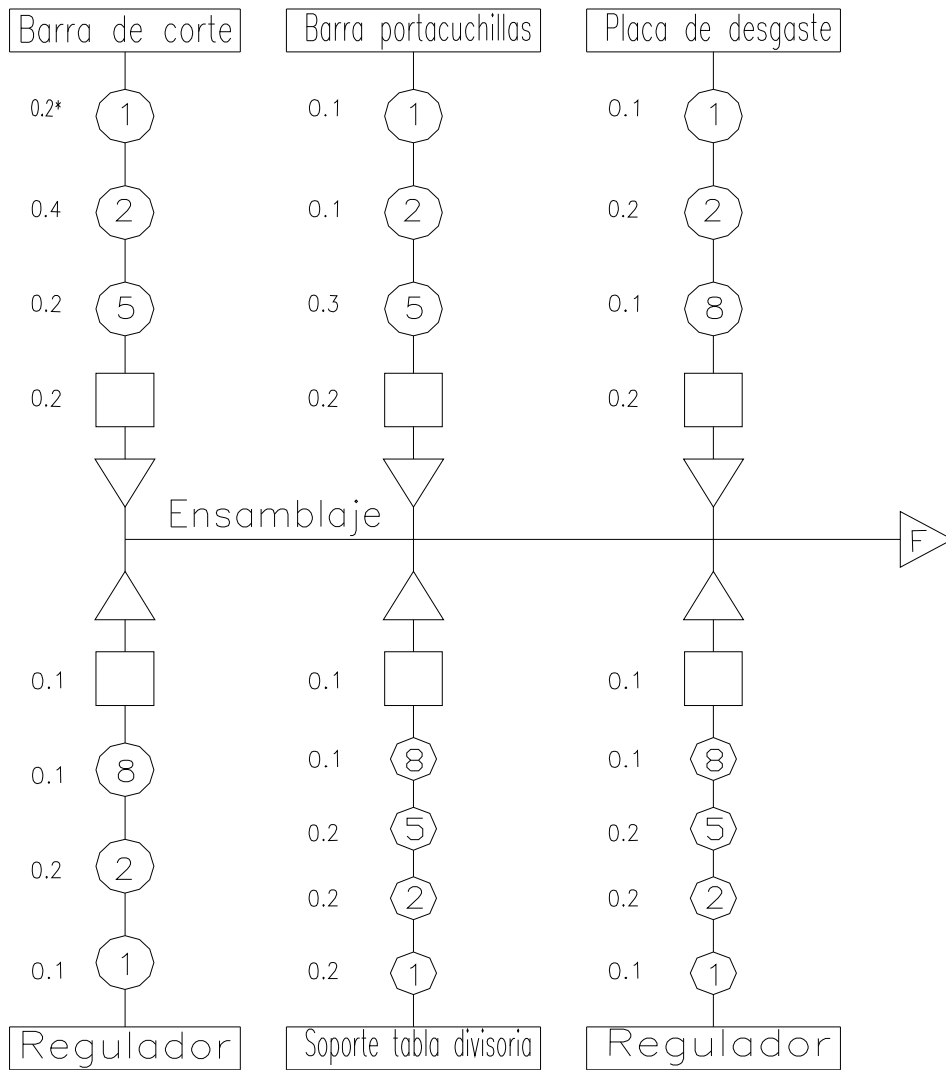 Barra de corte Barra portacuchillas Placa de desgaste
0.2* 1 0.1 1 0.1 1
0.4 2 0.1 2 0.2 2
0.2 5 0.3 5 0.1 8
0.2 0.2 0.2
Ensamblaje
F
0.1 0.1 0.1
0.1 8 0.1 8 0.1 8
0.2 5 0.2 5
0.2 2 0.2 2 0.2 2
0.1 1 0.2 1 0.1 1
Regulador Soporte tabla divisoria Regulador